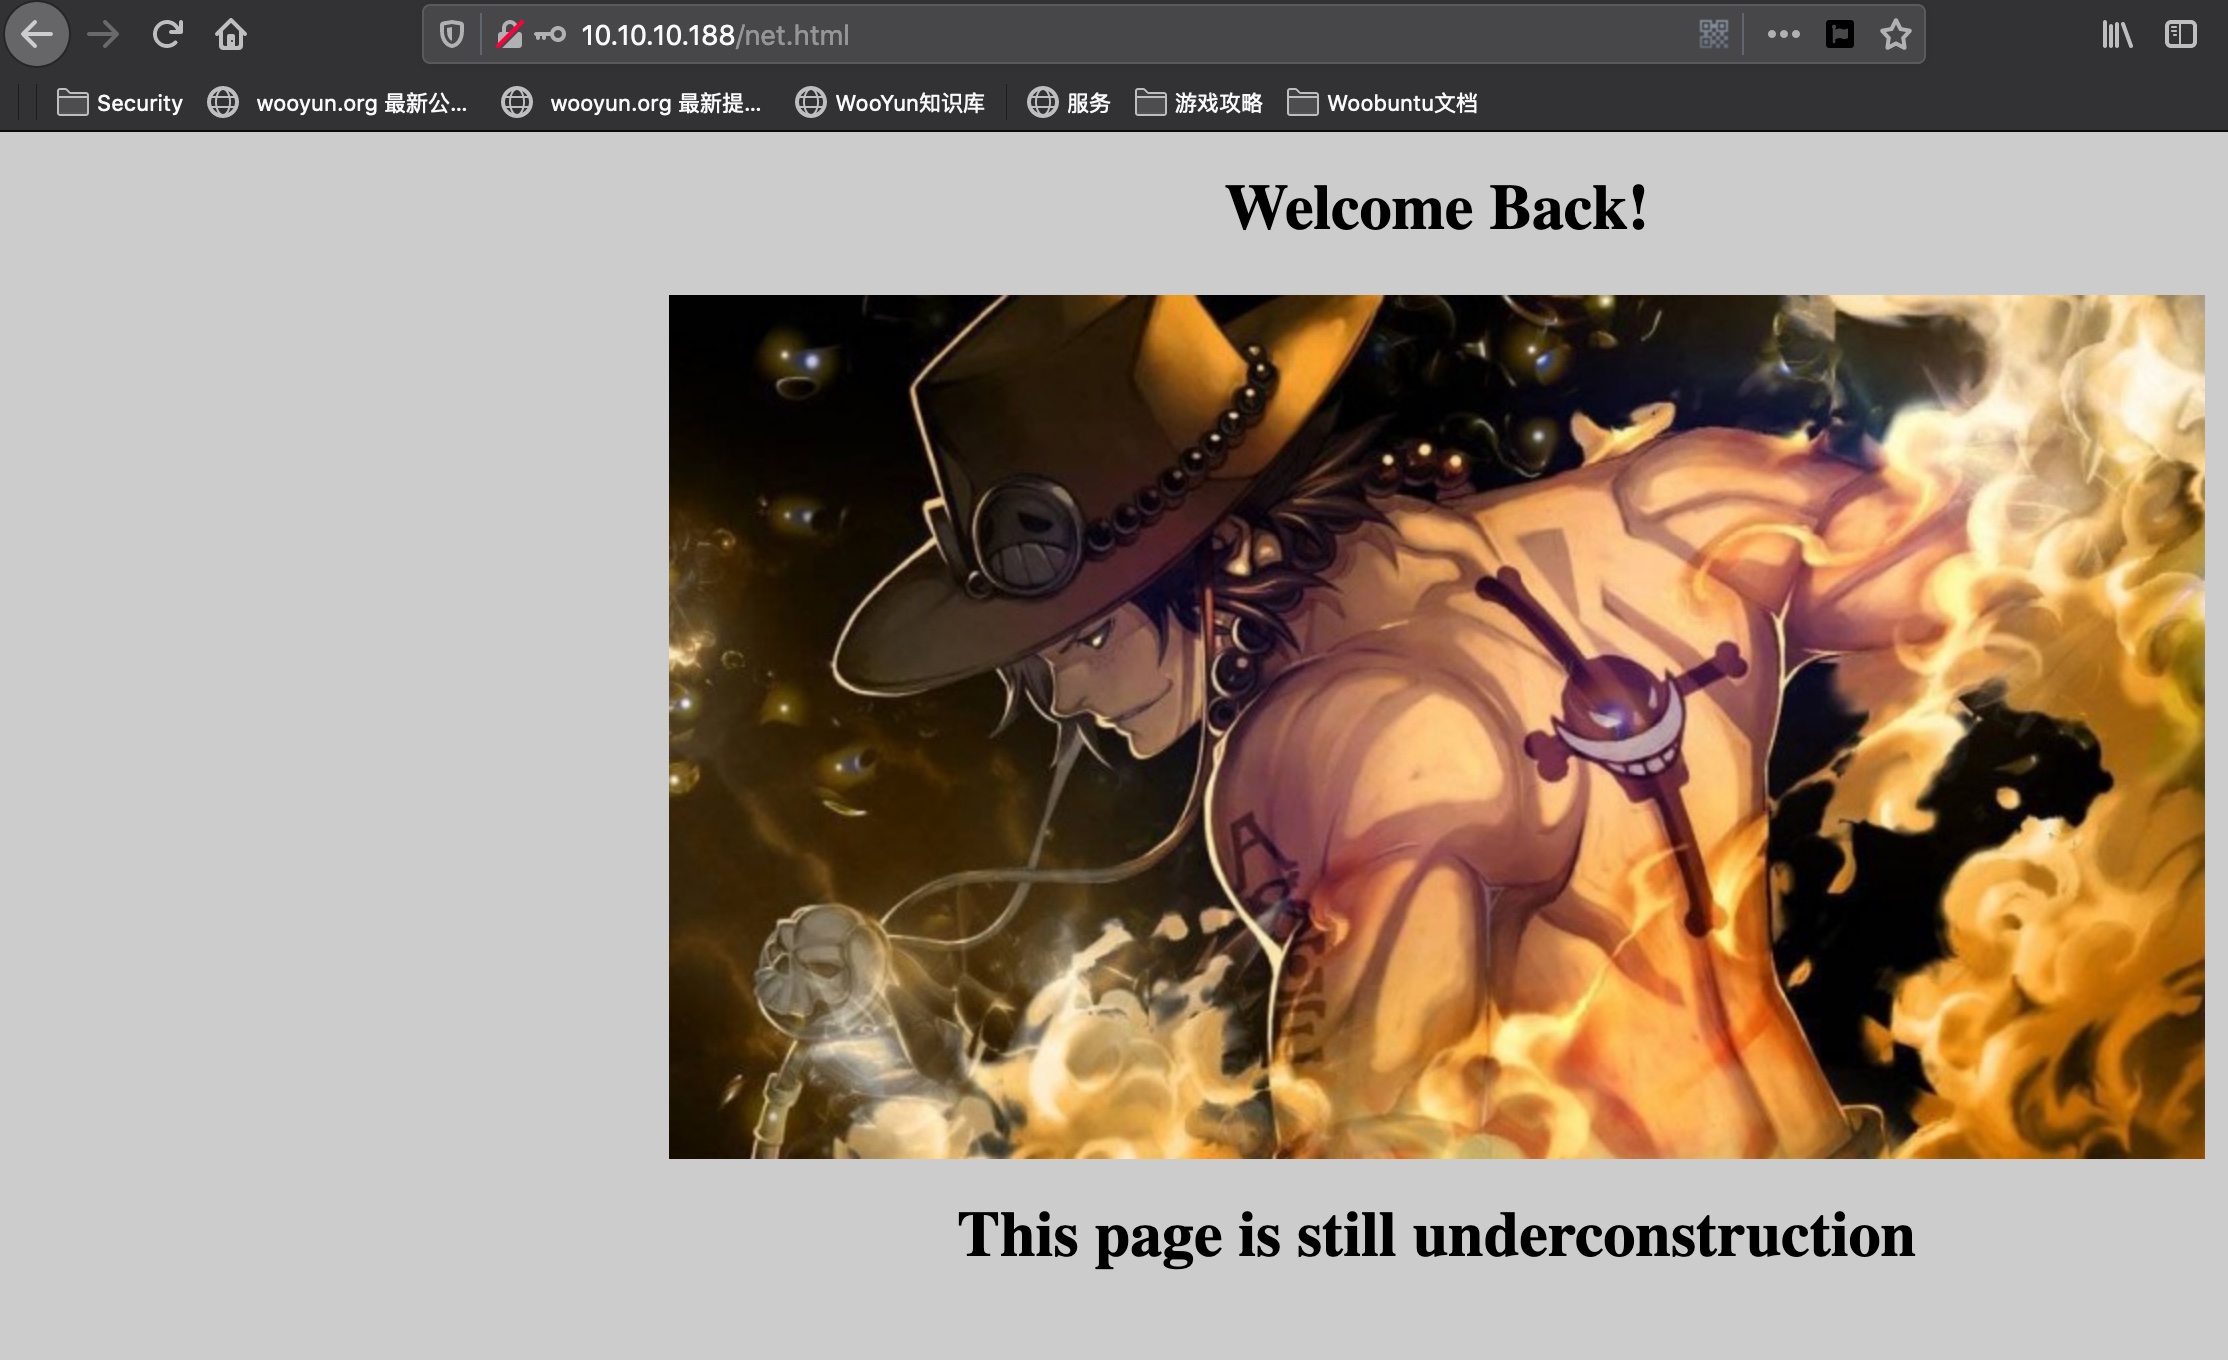 10.10.10.188/net.html
Security wooyun.org 最新公... wooyun.org 最新提... WooYun知识库 服务 游戏攻略 Woobuntu文档
Welcome Back!
A
S
C
E
This page is still underconstruction